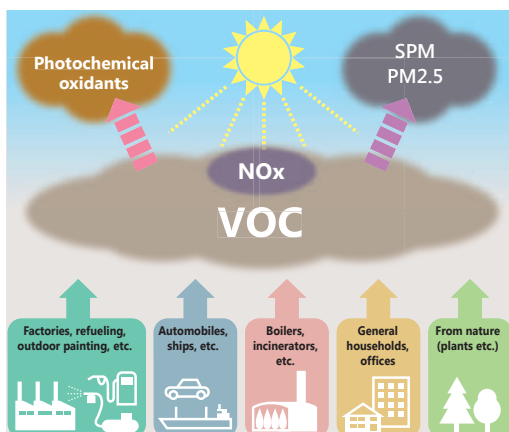 Photochemical
oxidants
SPM
PM2.5
NOx
VOC
Factories, refueling,
outdoor painting, etc.
Automobiles,
ships, etc.
Boilers,
incinerators,
etc.
General
households,
offices
From nature
(plants etc.)